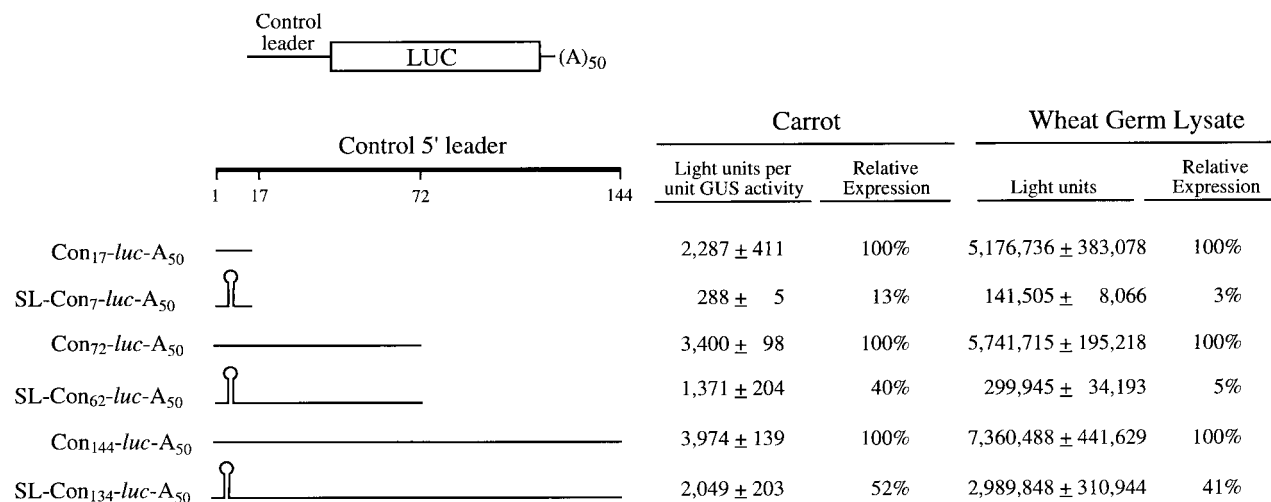 Control
leader
LUC
(A)50
Control 5' leader
1 17 72 144
Carrot
Wheat Germ Lysate
Light units per
unit GUS activity
Relative
Expression
Light units
Relative
Expression
Con17-luc-A50 2,287 ± 411 100% 5,176,736 ± 383,078 100%
SL-Con7-luc-A50 288 ± 5 13% 141,505 ± 8,066 3%
Con72-luc-A50 3,400 ± 98 100% 5,741,715 ± 195,218 100%
SL-Con62-luc-A50 1,371 ± 204 40% 299,945 ± 34,193 5%
Con144-luc-A50 3,974 ± 139 100% 7,360,488 ± 441,629 100%
SL-Con134-luc-A50 2,049 ± 203 52% 2,989,848 ± 310,944 41%